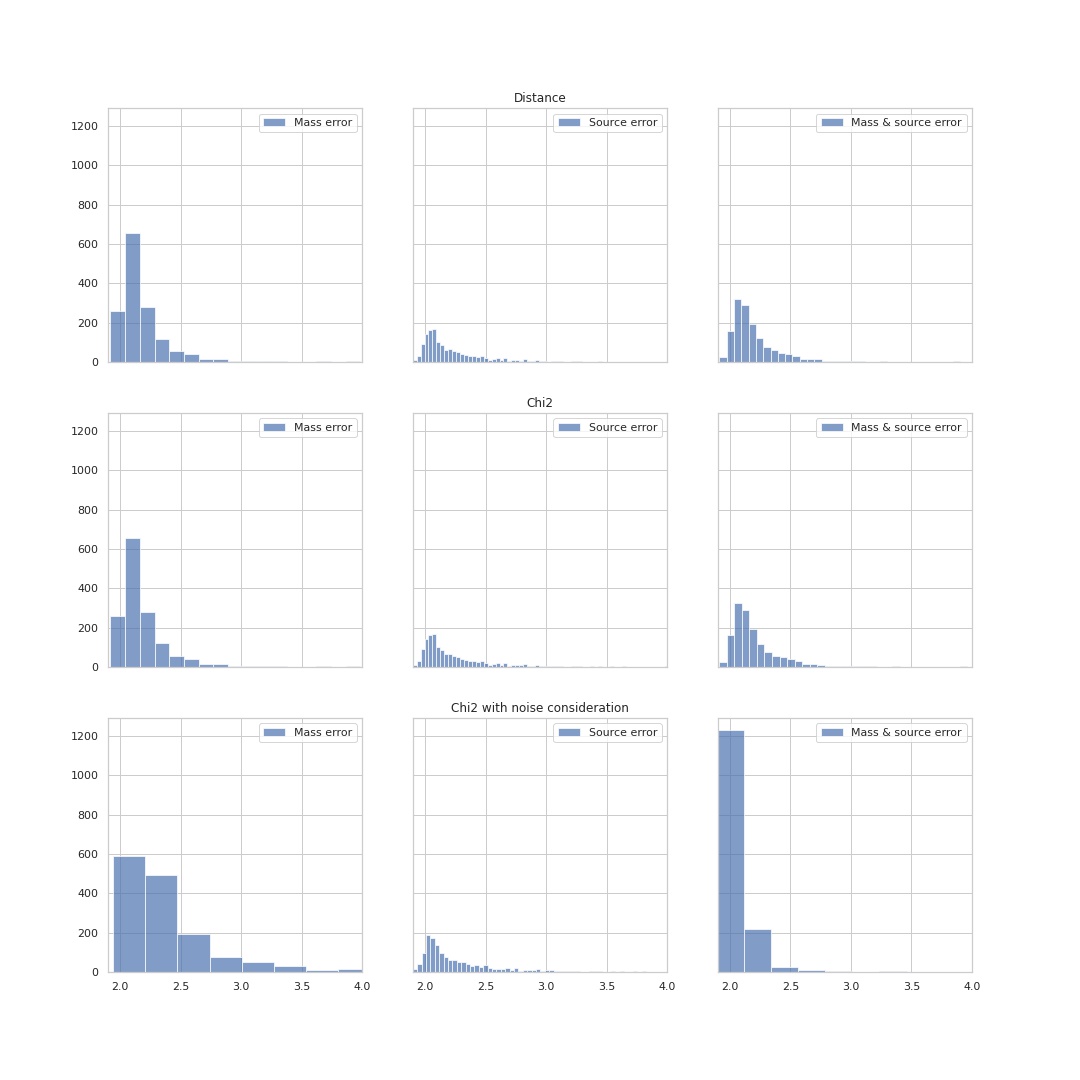 Distance
Mass error
Source error
Mass & source error
1200
1000
800
600
400
200
0
Chi2
Mass error
Source error
Mass & source error
1200
1000
800
600
400
200
0
Chi2 with noise consideration
Mass error
Source error
Mass & source error
1200
1000
800
600
400
200
0
2.0 2.5 3.0 3.5 4.0 2.0 2.5 3.0 3.5 4.0 2.0 2.5 3.0 3.5 4.0